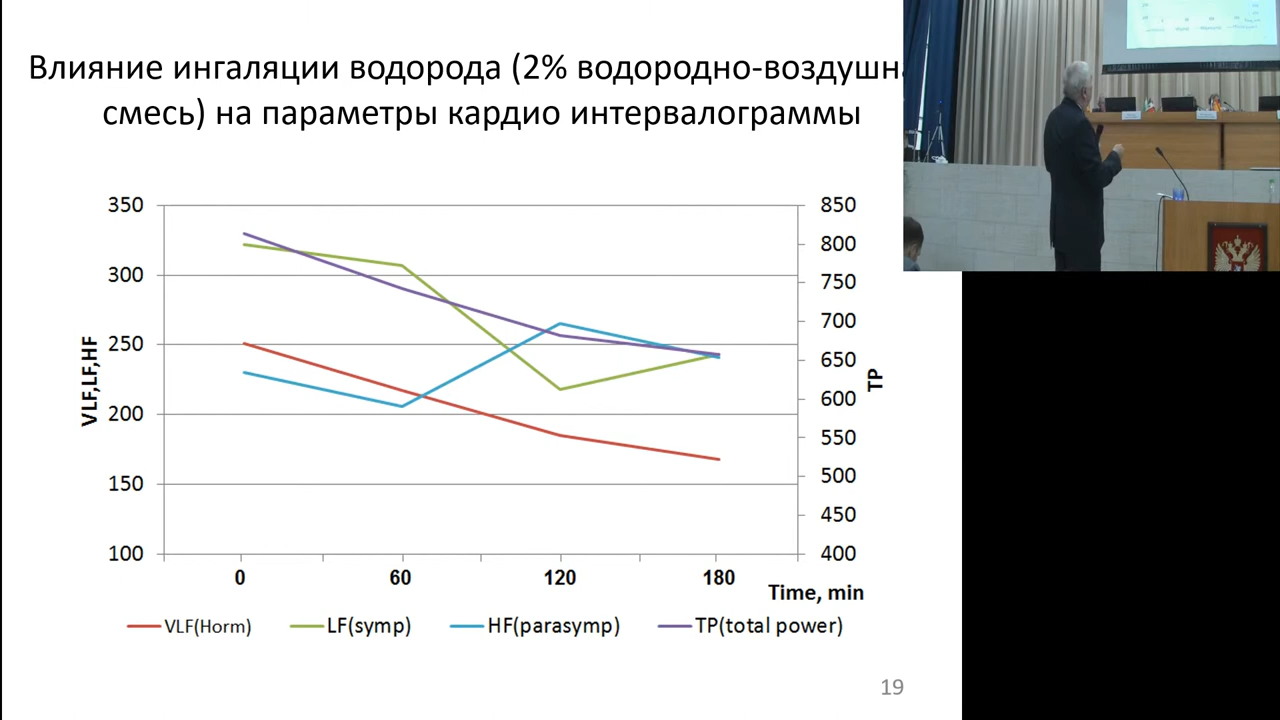 Влияние ингаляции водорода (2% водородно-воздушна
смесь) на параметры кардио интервалограммы
350
300
250
200
150
100
VLF,LF,HF
850
800
750
700
650
600
550
500
450
400
TP
0 60 120 180
Time, min
VLF(Horm) LF(symp) HF(parasymp) TP(total power)
19